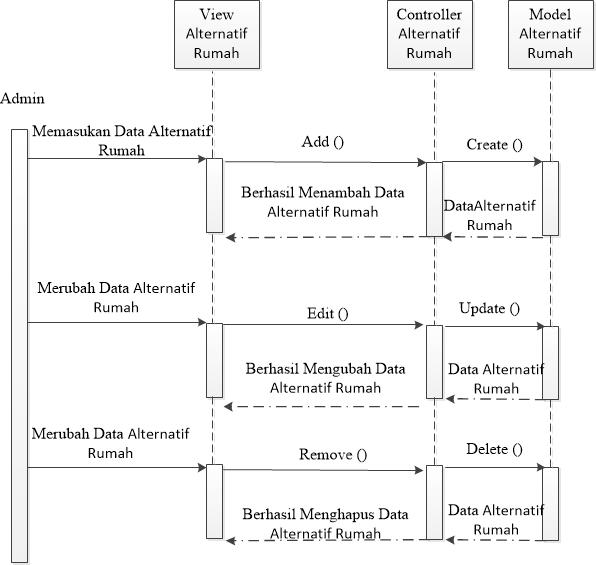 View
Alternatif
Rumah
Controller
Alternatif
Rumah
Model
Alternatif
Rumah
Admin
Memasukan Data Alternatif
Rumah
Add ()
Create ()
Berhasil Menambah Data
Alternatif Rumah
DataAlternatif
Rumah
Merubah Data Alternatif
Rumah
Edit ()
Update ()
Berhasil Mengubah Data
Alternatif Rumah
Data Alternatif
Rumah
Merubah Data Alternatif
Rumah
Remove ()
Delete ()
Berhasil Menghapus Data
Alternatif Rumah
Data Alternatif
Rumah